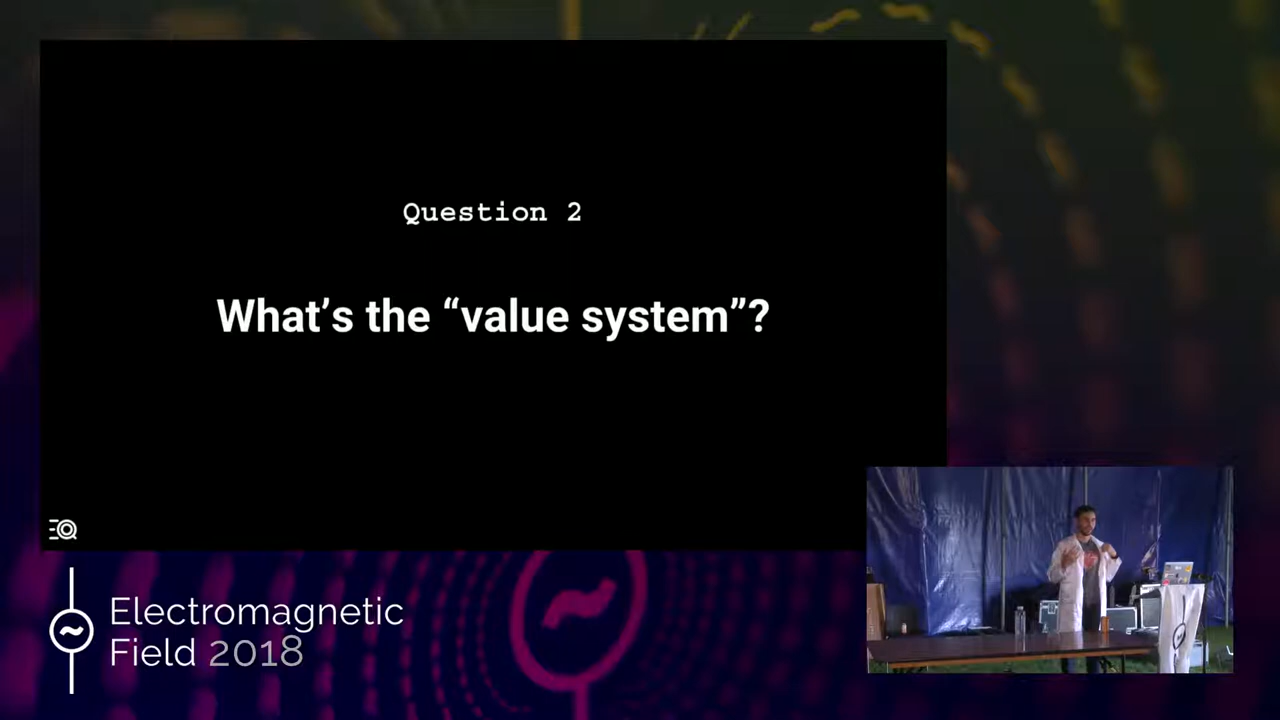 Question 2
What’s the “value system”?
Electromagnetic
Field 2018